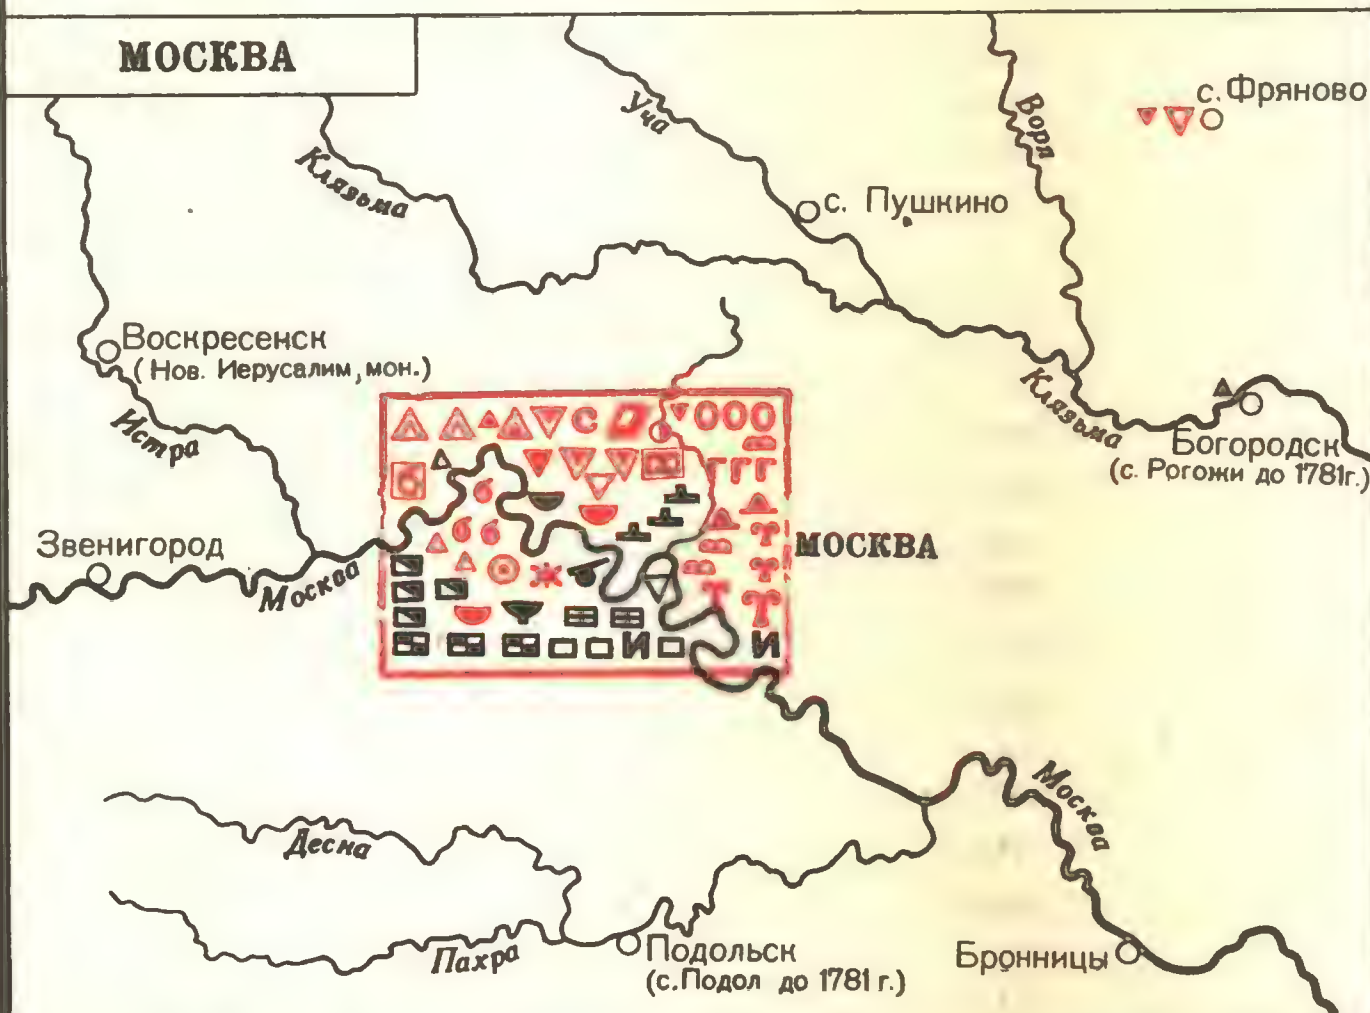 МОСКВА
с. Фряново
Уча
Воря
Клязьма
с. Пушкино
Воскресенск
(Нов. Иерусалим, мон.)
Истра
Клязьма
Богородск
(с. Рогожи до 1781г.)
С
Звенигород
Москва
МОСКВА
И
И
Москва
Десна
Пахра
Подольск
(с. Подол до 1781 г.)
Бронницы